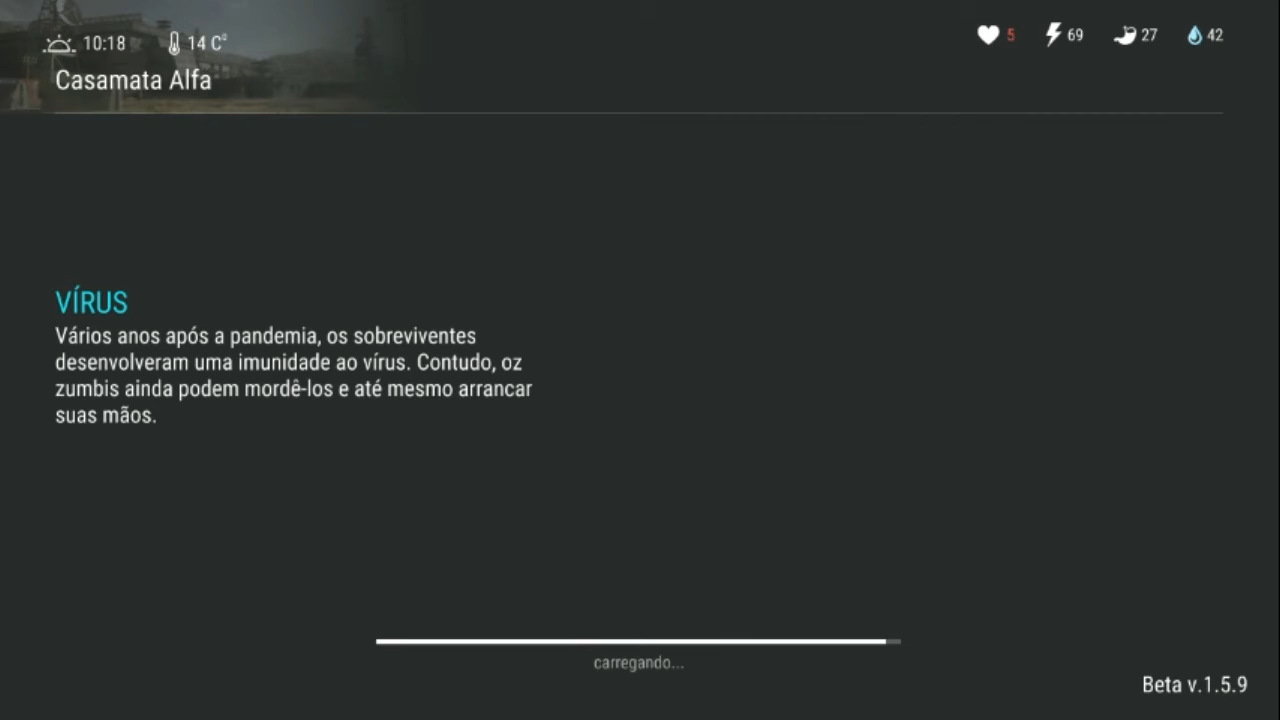 10:18 14 C° 5 69 27 42
Casamata Alfa
VÍRUS
Vários anos após a pandemia, os sobreviventes
desenvolveram uma imunidade ao vírus. Contudo, oz
zumbis ainda podem mordê-los e até mesmo arrancar
suas mãos.
carregando...
Beta v.1.5.9